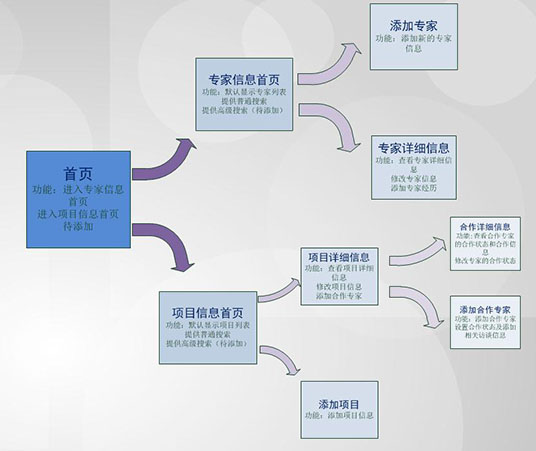 添加专家
功能：添加新的专家
信息
专家信息首页
功能：默认显示专家列表
提供普通搜索
提供高级搜索（待添加）
专家详细信息
功能：查看专家详细信
息
修改专家信息
添加专家经历
首页
功能：进入专家信息
首页
进入项目信息首页
待添加
合作详细信息
功能：查看合作专家
的合作状态和合作信
息
修改专家的合作状态
项目详细信息
功能：查看项目详细
信息
修改项目信息
添加合作专家
项目信息首页
功能：默认显示项目列表
提供普通搜索
提供高级搜索（待添加）
添加合作专家
功能：添加合作专家
设置合作状态及添加
相关访谈信息
添加项目
功能：添加项目信息